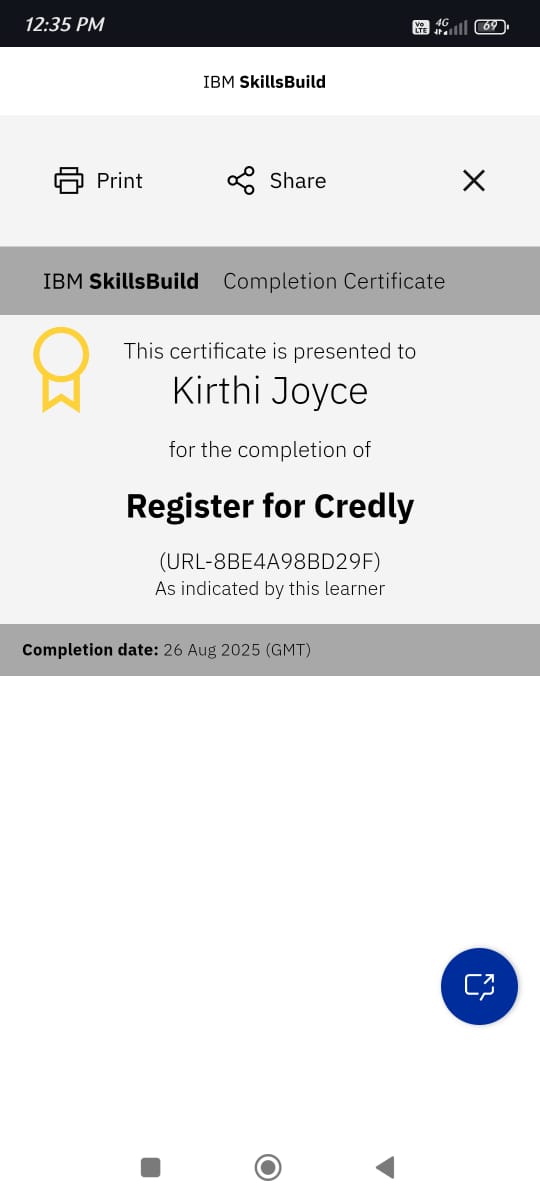 12:35 PM
Vo LTE 4G 69
IBM SkillsBuild
Print Share
IBM SkillsBuild Completion Certificate
This certificate is presented to
Kirthi Joyce
for the completion of
Register for Credly
(URL-8BE4A98BD29F)
As indicated by this learner
Completion date: 26 Aug 2025 (GMT)